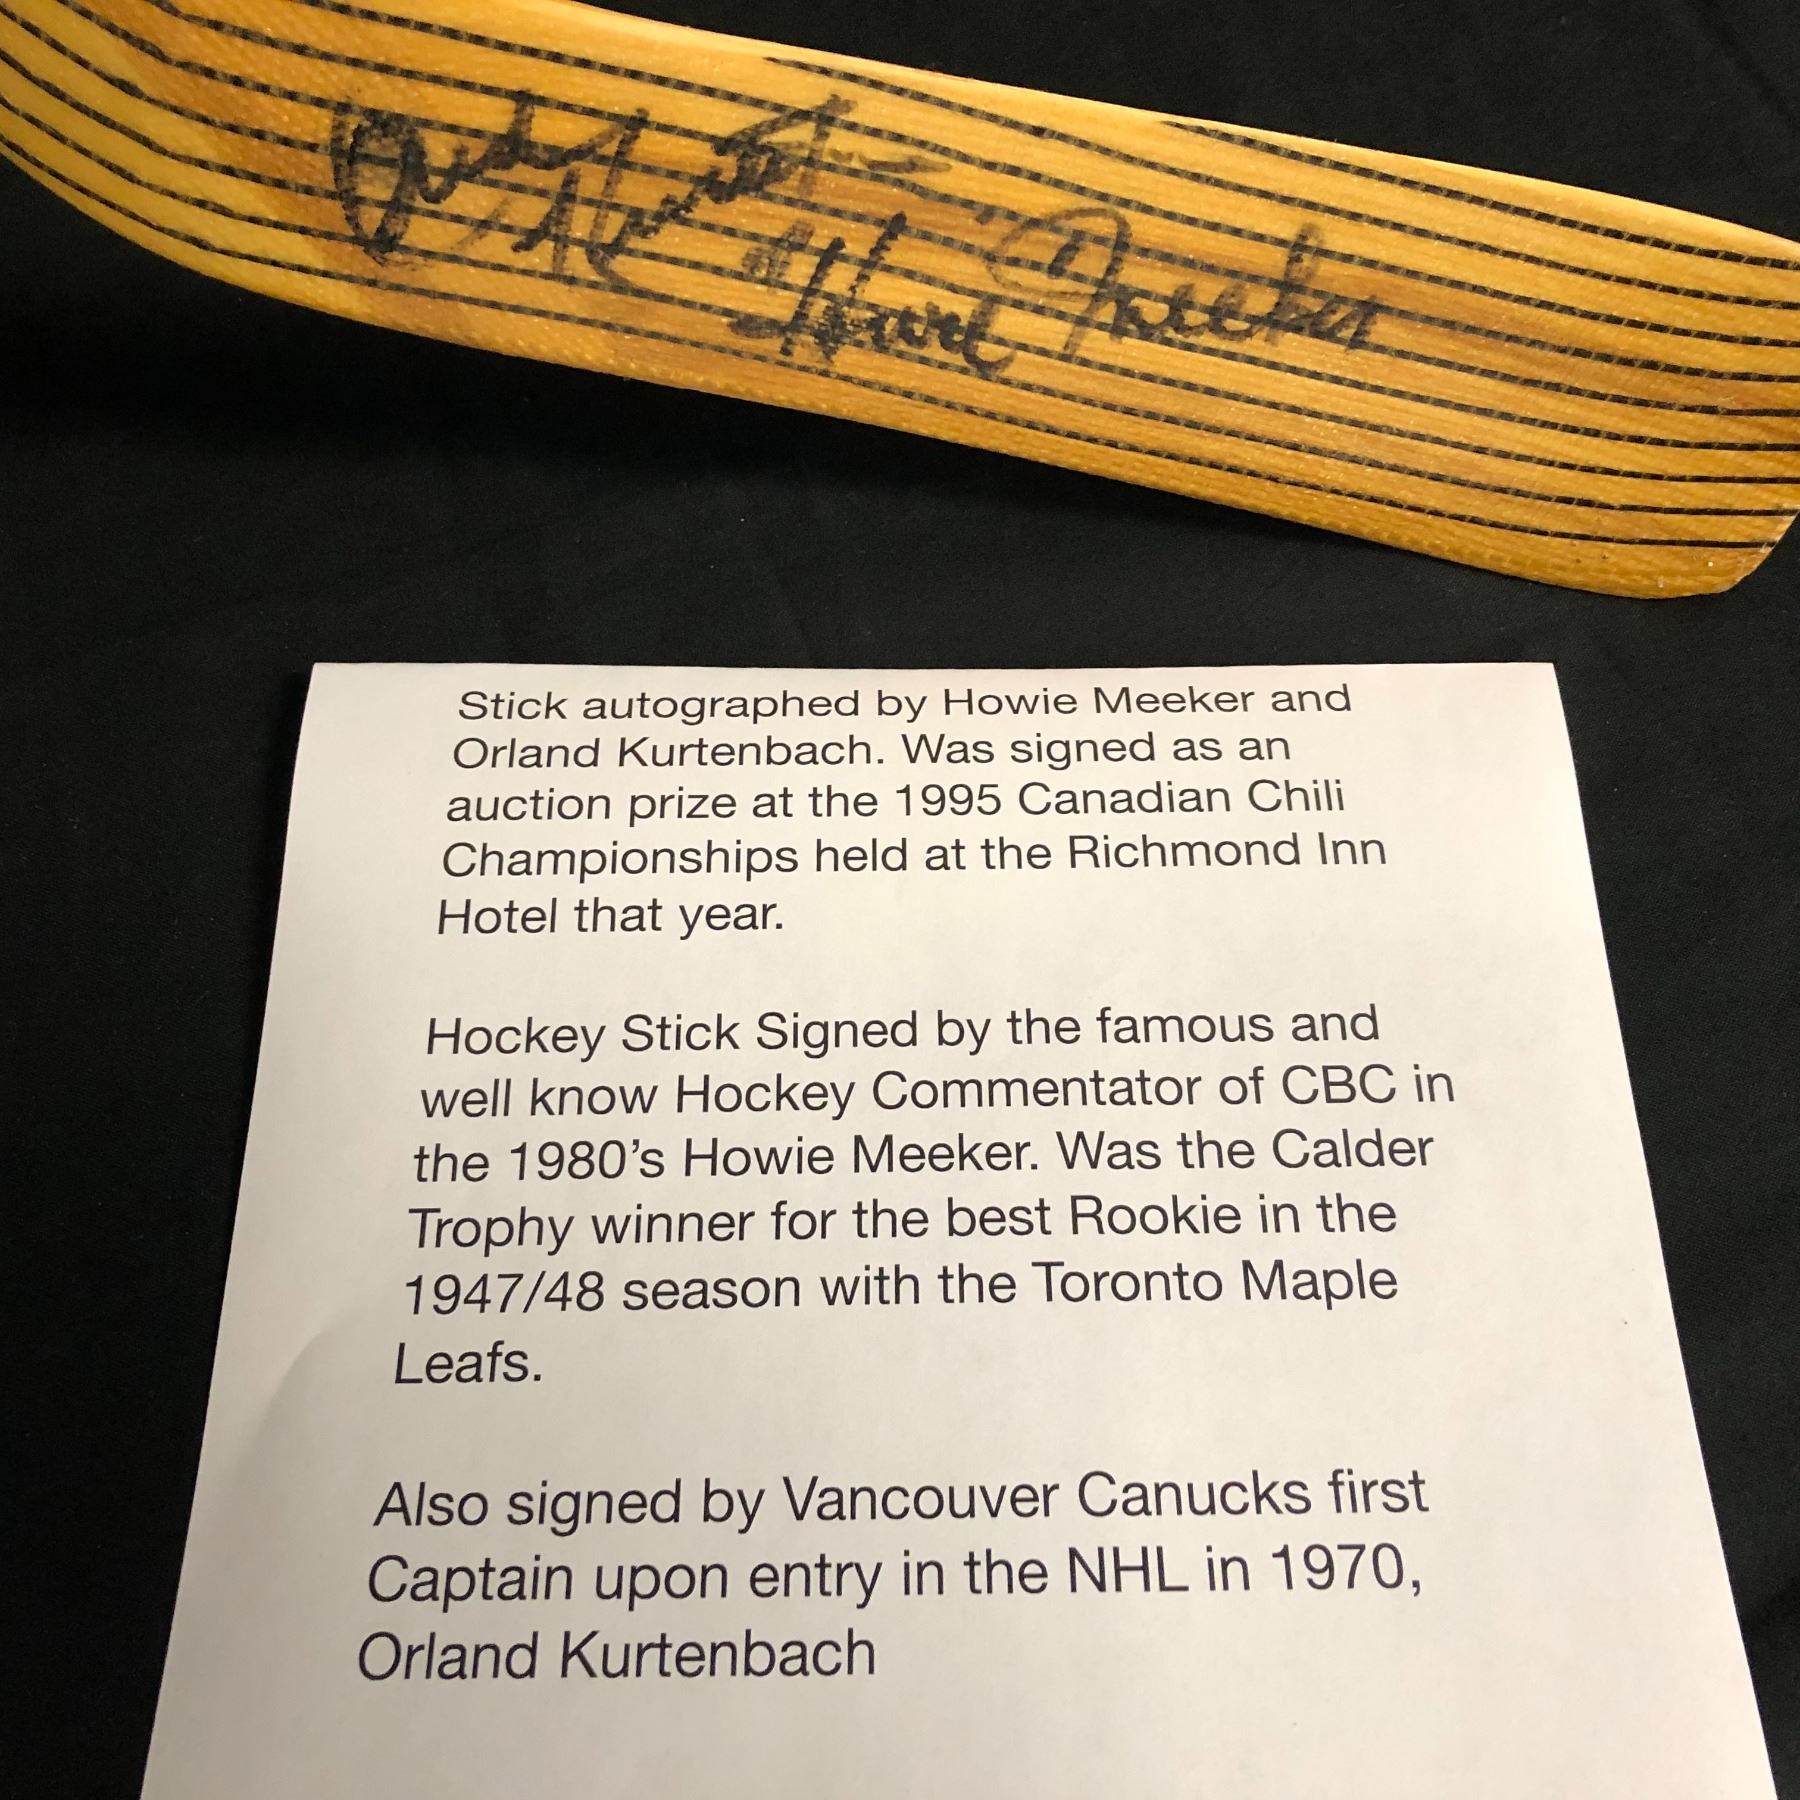 Orland Kurtenbach
Howie Meeker
Stick autographed by Howie Meeker and
Orland Kurtenbach. Was signed as an
auction prize at the 1995 Canadian Chili
Championships held at the Richmond Inn
Hotel that year.
Hockey Stick Signed by the famous and
well know Hockey Commentator of CBC in
the 1980's Howie Meeker. Was the Calder
Trophy winner for the best Rookie in the
1947/48 season with the Toronto Maple
Leafs.
Also signed by Vancouver Canucks first
Captain upon entry in the NHL in 1970,
Orland Kurtenbach